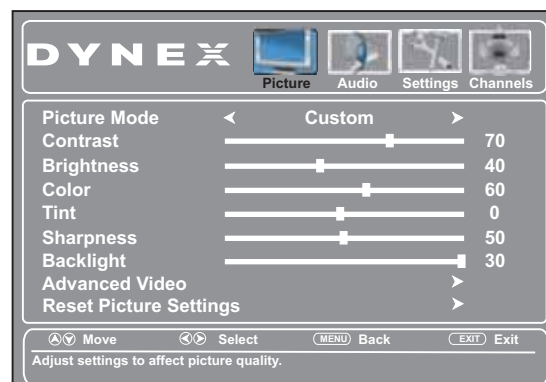 DYNEX
Picture Audio Settings Channels
Picture Mode Custom
Contrast 70
Brightness 40
Color 60
Tint 0
Sharpness 50
Backlight 30
Advanced Video
Reset Picture Settings
Move Select MENU Back EXIT Exit
Adjust settings to affect picture quality.